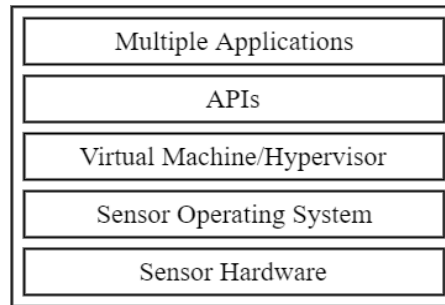 Multiple Applications
APIs
Virtual Machine/Hypervisor
Sensor Operating System
Sensor Hardware